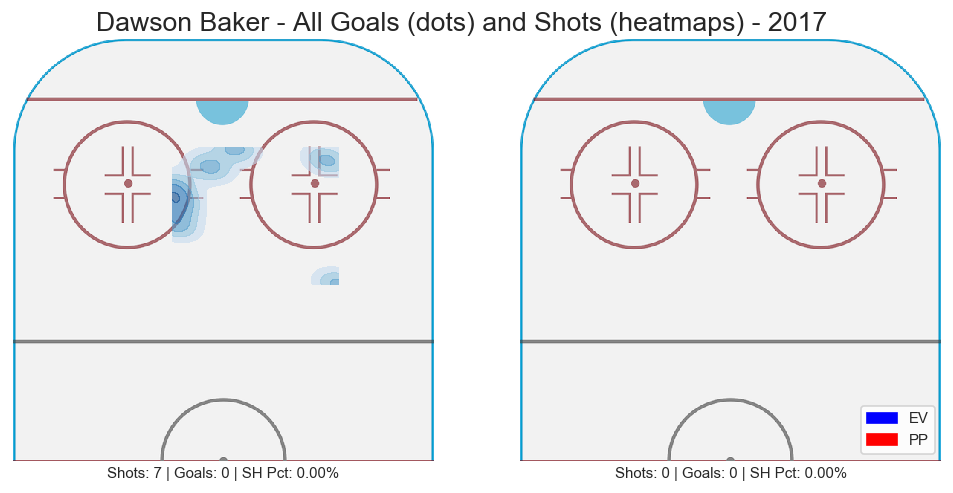 Dawson Baker - All Goals (dots) and Shots (heatmaps) - 2017
EV
PP
Shots: 7 | Goals: 0 | SH Pct: 0.00%
Shots: 0 | Goals: 0 | SH Pct: 0.00%